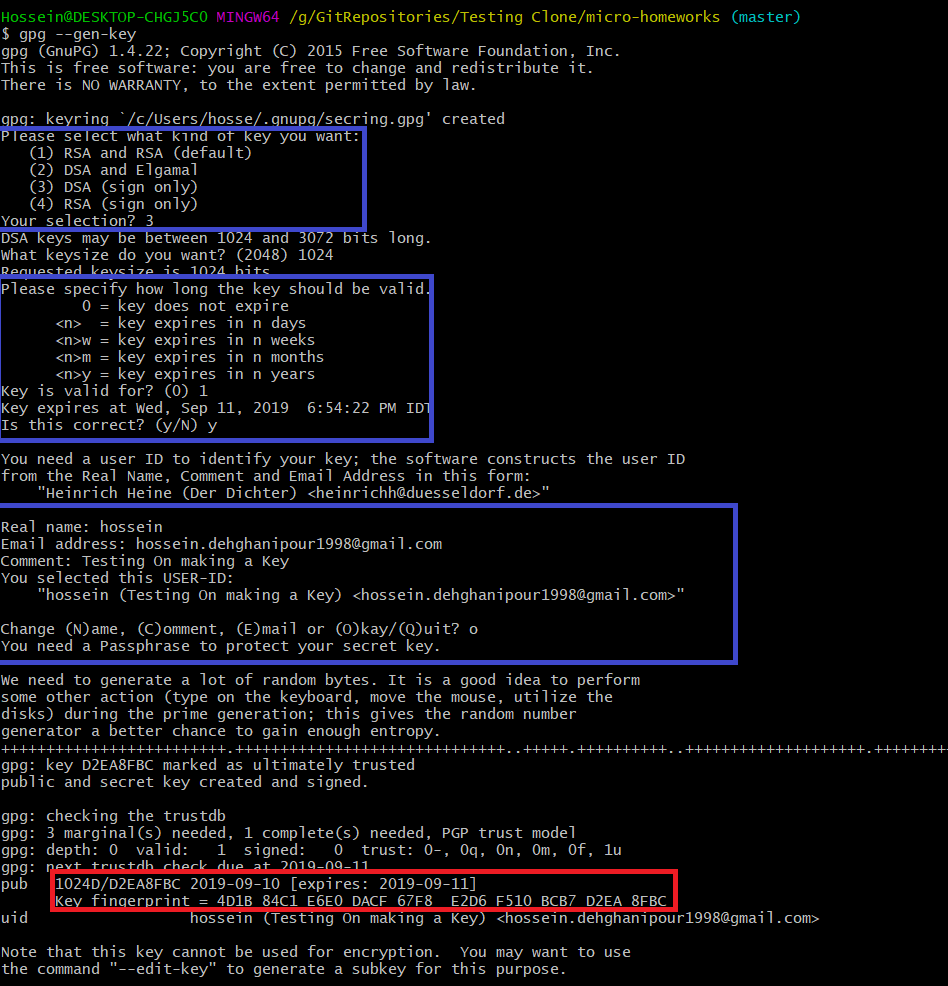 Hossein@DESKTOP-CHGJ5CO MINGW64 /g/GitRepositories/Testing Clone/micro-homeworks (master)
$ gpg --gen-key
gpg (GnuPG) 1.4.22; Copyright (C) 2015 Free Software Foundation, Inc.
This is free software: you are free to change and redistribute it.
There is NO WARRANTY, to the extent permitted by law.

gpg: keyring `/c/Users/hosse/.gnupg/secring.gpg' created
Please select what kind of key you want:
   (1) RSA and RSA (default)
   (2) DSA and Elgamal
   (3) DSA (sign only)
   (4) RSA (sign only)
Your selection? 3
DSA keys may be between 1024 and 3072 bits long.
What keysize do you want? (2048) 1024
Requested keysize is 1024 bits
Please specify how long the key should be valid.
         0 = key does not expire
      <n>  = key expires in n days
      <n>w = key expires in n weeks
      <n>m = key expires in n months
      <n>y = key expires in n years
Key is valid for? (0) 1
Key expires at Wed, Sep 11, 2019  6:54:22 PM IDT
Is this correct? (y/N) y

You need a user ID to identify your key; the software constructs the user ID
from the Real Name, Comment and Email Address in this form:
    "Heinrich Heine (Der Dichter) <heinrichh@duesseldorf.de>"

Real name: hossein
Email address: hossein.dehghanipour1998@gmail.com
Comment: Testing On making a Key
You selected this USER-ID:
    "hossein (Testing On making a Key) <hossein.dehghanipour1998@gmail.com>"

Change (N)ame, (C)omment, (E)mail or (O)kay/(Q)uit? o
You need a Passphrase to protect your secret key.

We need to generate a lot of random bytes. It is a good idea to perform
some other action (type on the keyboard, move the mouse, utilize the
disks) during the prime generation; this gives the random number
generator a better chance to gain enough entropy.
+++++++++++++++++++++++++.++++++++++++++++++++++++++++++..+++++.++++++++++..++++++++++++++++++++.++++++++
gpg: key D2EA8FBC marked as ultimately trusted
public and secret key created and signed.

gpg: checking the trustdb
gpg: 3 marginal(s) needed, 1 complete(s) needed, PGP trust model
gpg: depth: 0  valid:   1  signed:   0  trust: 0-, 0q, 0n, 0m, 0f, 1u
gpg: next trustdb check due at 2019-09-11
pub   1024D/D2EA8FBC 2019-09-10 [expires: 2019-09-11]
      Key fingerprint = 4D1B 84C1 E6E0 DACF 67F8  E2D6 F510 BCB7 D2EA 8FBC
uid                  hossein (Testing On making a Key) <hossein.dehghanipour1998@gmail.com>

Note that this key cannot be used for encryption.  You may want to use
the command "--edit-key" to generate a subkey for this purpose.